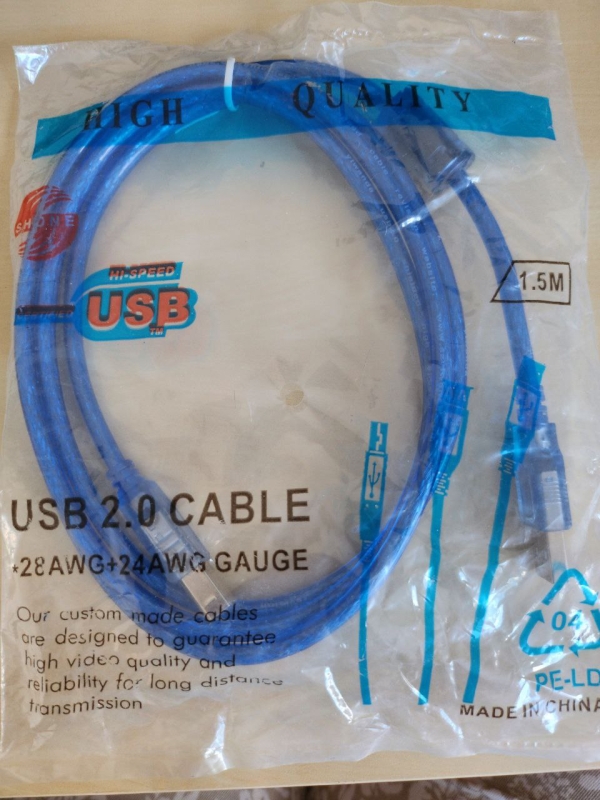 HIGH QUALITY
HI-SPEED
USB
TM
1.5M
USB 2.0 CABLE
*28AWG+24AWG GAUGE
Our custom made cables
are designed to guarantee
high video quality and
reliability for long distance
transmission
04
PE-LD
MADE IN CHINA